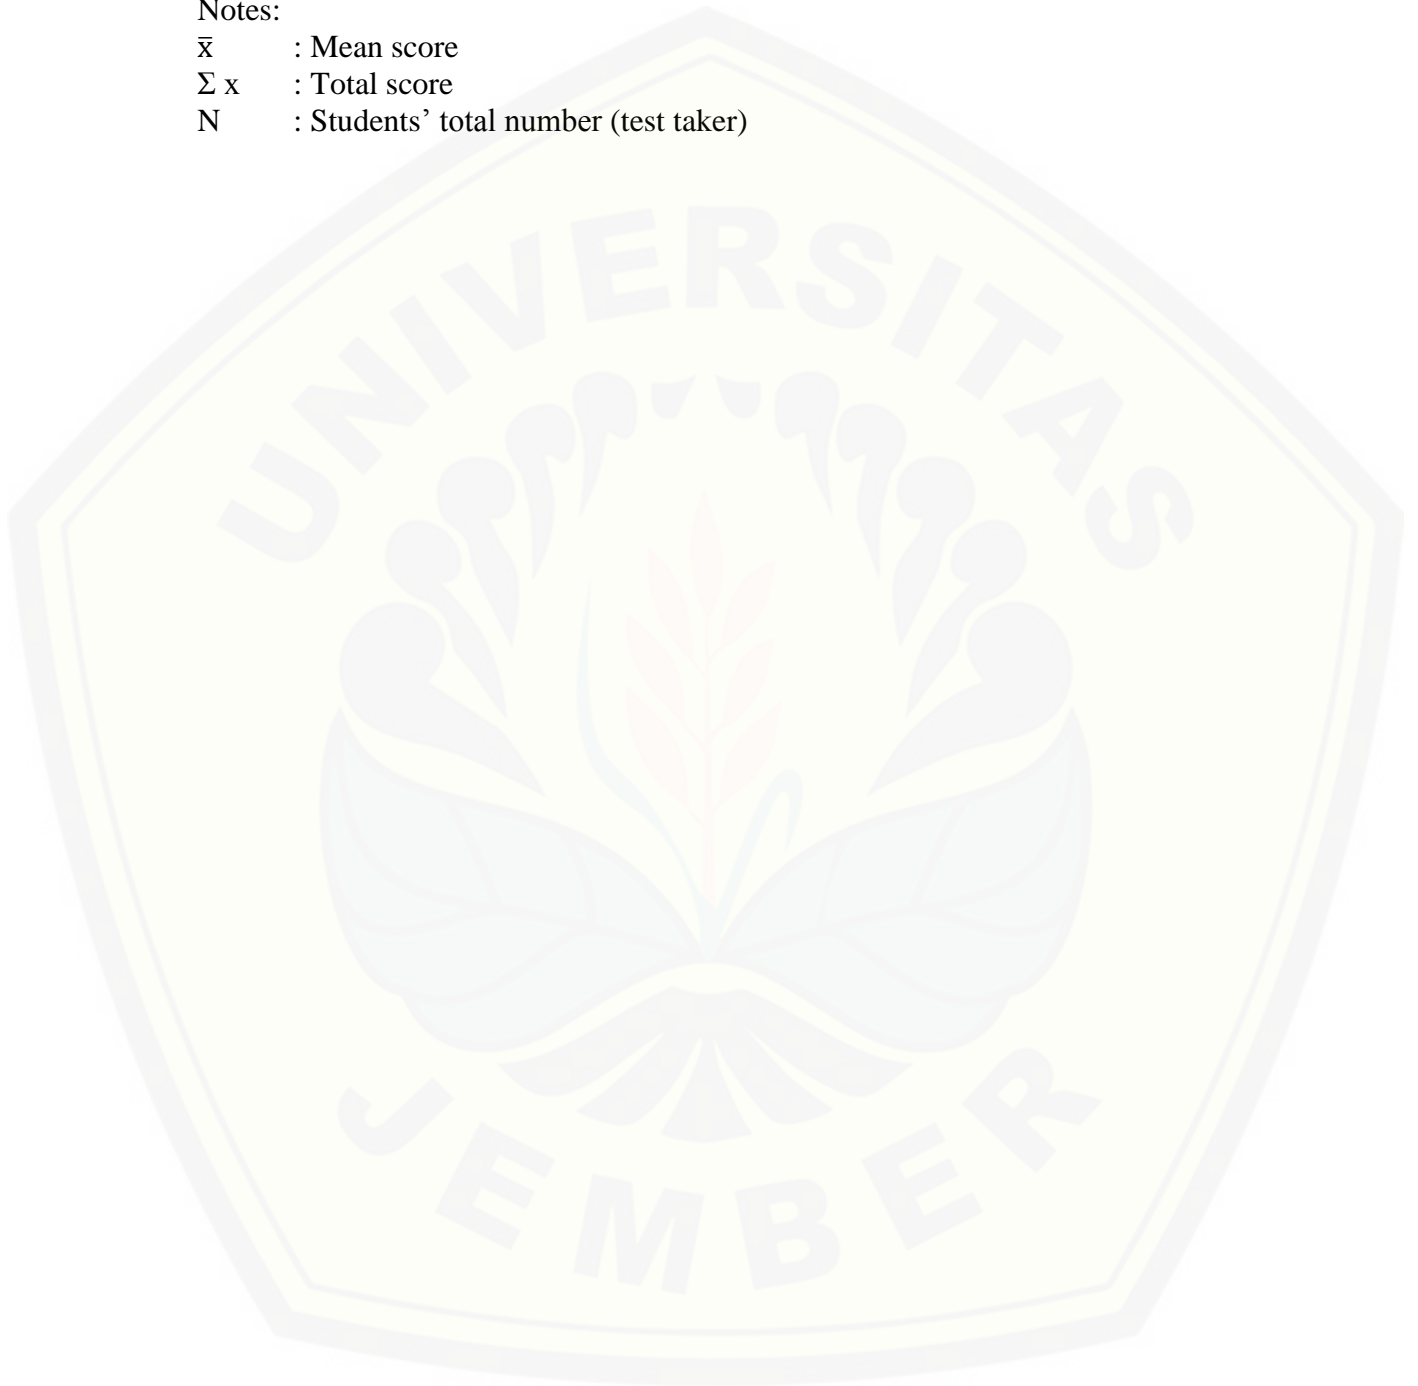 Notes:
x̄ : Mean score
Σ x : Total score
N : Students’ total number (test taker)
UNIVERSITAS
JEMBER